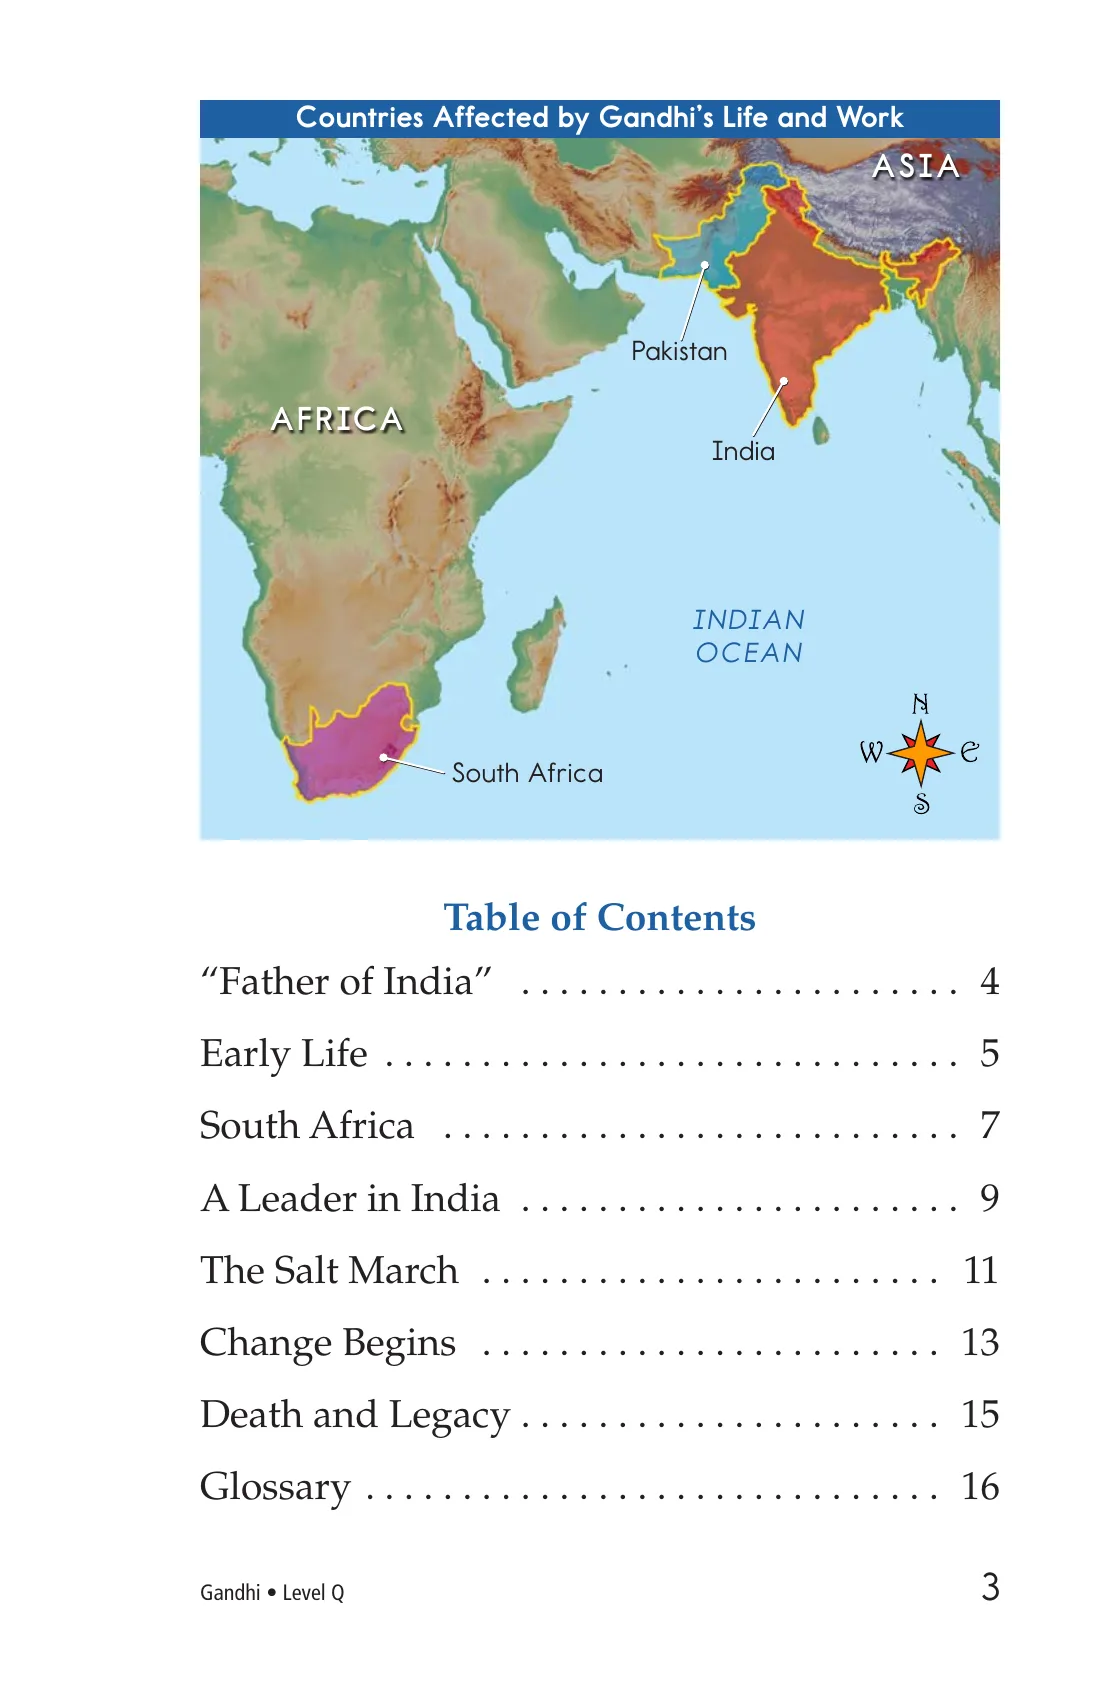 Countries Affected by Gandhi’s Life and Work
ASIA
Pakistan
AFRICA
India
INDIAN
OCEAN
N
W E
S
South Africa
Table of Contents
“Father of India” . . . . . . . . . . . . . . . . . . . . . . . 4
Early Life . . . . . . . . . . . . . . . . . . . . . . . . . . . . . . 5
South Africa . . . . . . . . . . . . . . . . . . . . . . . . . . . 7
A Leader in India . . . . . . . . . . . . . . . . . . . . . . . 9
The Salt March . . . . . . . . . . . . . . . . . . . . . . . . 11
Change Begins . . . . . . . . . . . . . . . . . . . . . . . . 13
Death and Legacy . . . . . . . . . . . . . . . . . . . . . . 15
Glossary . . . . . . . . . . . . . . . . . . . . . . . . . . . . . . 16
Gandhi • Level Q 3